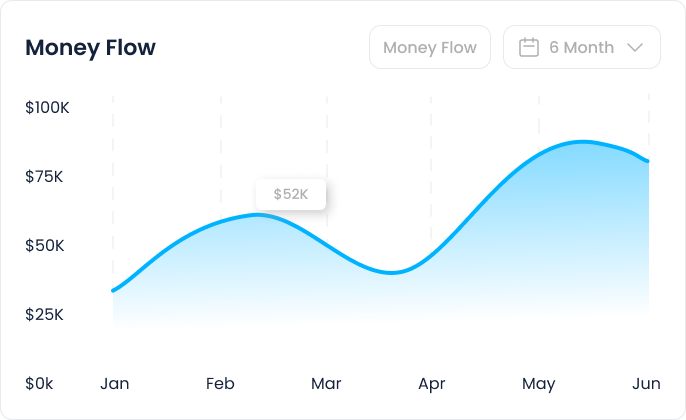 Money Flow
Money Flow
6 Month
$100K
$75K
$52K
$50K
$25K
$0k Jan Feb Mar Apr May Jun